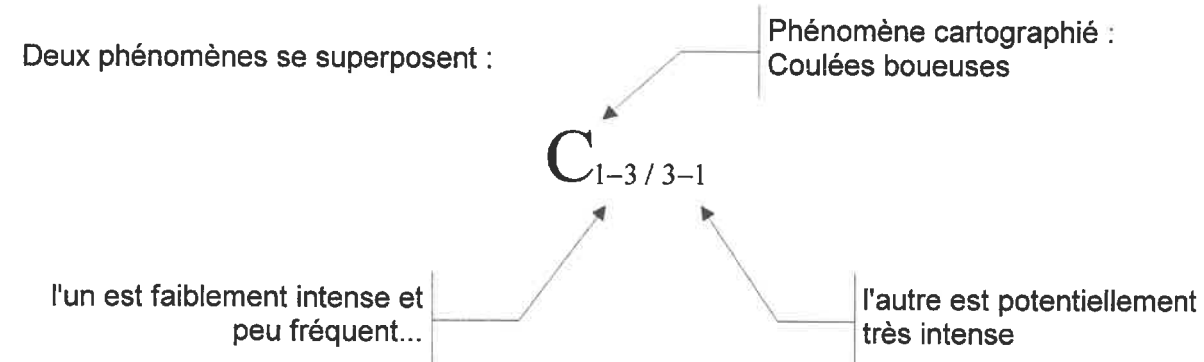 Deux phénomènes se superposent :
Phénomène cartographié :
Coulées boueuses
C1–3 / 3–1
l'un est faiblement intense et
peu fréquent...
l'autre est potentiellement
très intense